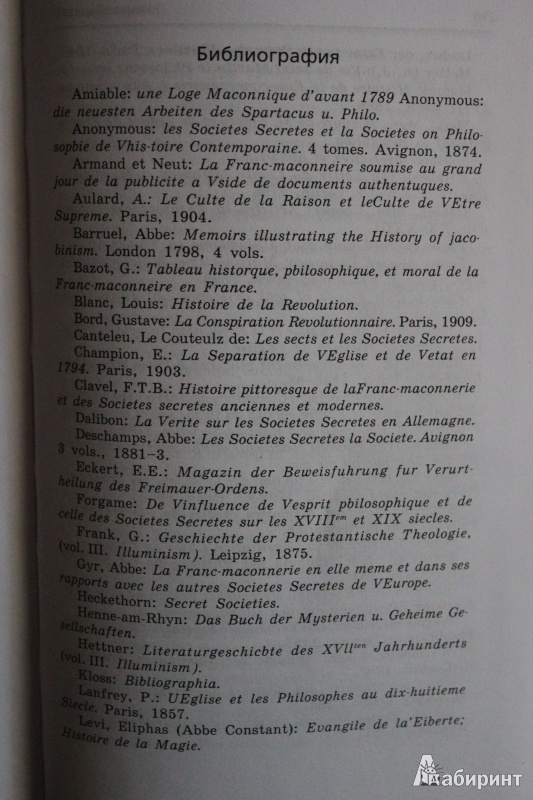 Библиография
Amiable: une Loge Maconnique d'avant 1789 Anonymous:
die neuesten Arbeiten des Spartacus u. Philo.
Anonymous: les Societes Secretes et la Societes on Philo-
sopbie de Vhis-toire Contemporaine. 4 tomes. Avignon, 1874.
Armand et Neut: La Franc-maconneire soumise au grand
jour de la publicite a Vside de documents authentuques.
Aulard, A.: Le Culte de la Raison et leCulte de VEtre
Supreme. Paris, 1904.
Barruel, Abbe: Memoirs illustrating the History of jaco-
binism. London 1798, 4 vols.
Bazot, G.: Tableau historque, pbilosophique, et moral de la
Franc-maconneire en France.
Blanc, Louis: Histoire de la Revolution.
Bord, Gustave: La Conspiration Revolutionnaire. Paris, 1909.
Canteleu, Le Couteulz de: Les sects et les Societes Secretes.
Champion, E.: La Separation de VEglise et de Vetat en
1794. Paris, 1903.
Clavel, F.T.B.: Histoire pittoresque de laFranc-maconnerie
et des Societes secretes anciennes et modernes.
Dalibon: La Verite sur les Societes Secretes en Allemagne.
Deschamps, Abbe: Les Societes Secretes la Societe. Avignon
3 vols., 1881-3.
Eckert, E.E.: Magazin der Beweisfuhrung fur Verurt-
theilung des Freimauer-Ordens.
Forgame: De Vinfluence de Vesprit pbilosophique et de
celle des Societes Secretes sur les XVIIIem et XIX siecles.
Frank, G.: Geschiechte der Protestantische Theologie,
(vol. III. Illuminism). Leipzig, 1875.
Gyr, Abbe: La Franc-maconnerie en elle meme et dans ses
rapports avec les autres Societes Secretes de VEurope.
Heckethorn: Secret Societies.
Henne-am-Rhyn: Das Buch der Mysterien u. Geheime Ge-
sellschaften.
Hettner: Literaturgeschicbte des XVllzen Jahrhunderts
(vol. III. Illuminism).
Kloss: Bibliographia.
Lanfrey, P.: UEglise et les Philosophes au dix-huitieme
Siecle. Paris, 1857.
Levi, Eliphas (Abbe Constant): Evangile de la'Eiberte;
Histoire de la Magie.
Лабиринт